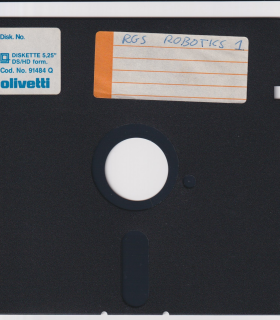 Disk No.
DISKETTE 5.25"
DS/HD form.
Cod. No. 91484 Q
olivetti
RGS ROBOTICS 1